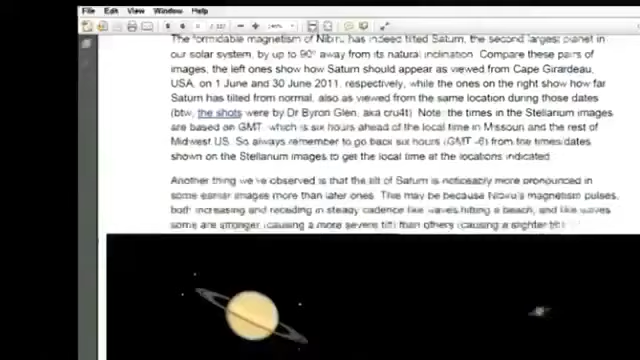 File Edit View Window Help
The formidable magnetism of Nibiru has indeed tilted Saturn, the second largest planet in
our solar system, by up to 90° away from its natural inclination. Compare these pairs of
images, the left ones show how Saturn should appear as viewed from Cape Girardeau,
USA, on 1 June and 30 June 2011, respectively, while the ones on the right show how far
Saturn has tilted from normal, also as viewed from the same location during those dates
(btw, the shots were by Dr Byron Glen, aka cru4t). Note: the times in the Stellarium images
are based on GMT, which is six hours ahead of the local time in Missouri and the rest of
Midwest US. So always remember to go back six hours (GMT -6) from the times/dates
shown on the Stellarium images to get the local time at the locations indicated.
Another thing we've observed is that the tilt of Saturn is noticeably more pronounced in
some earlier images more than later ones. This may be because Nibiru's magnetism pulses,
both increasing and receding in steady cadence like waves hitting a beach, and like waves
some are stronger (causing a more severe tilt) than others (causing a slighter tilt)